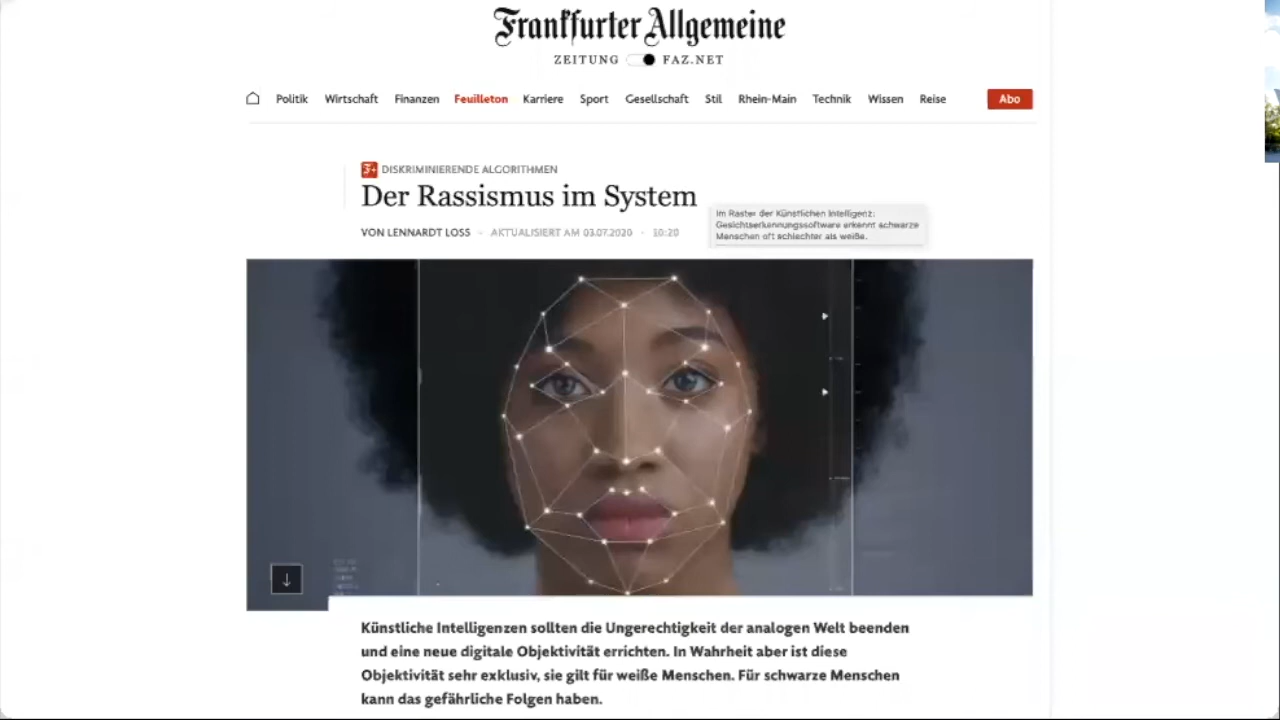 Frankfurter Allgemeine
ZEITUNG FAZ.NET
Politik Wirtschaft Finanzen Feuilleton Karriere Sport Gesellschaft Stil Rhein-Main Technik Wissen Reise Abo
F+ DISKRIMINIERENDE ALGORITHMEN
Der Rassismus im System
VON LENNARDT LOSS - AKTUALISIERT AM 03.07.2020 - 10:20
Im Raster der Künstlichen Intelligenz:
Gesichtserkennungssoftware erkennt schwarze
Menschen oft schlechter als weiße.
Künstliche Intelligenzen sollten die Ungerechtigkeit der analogen Welt beenden
und eine neue digitale Objektivität errichten. In Wahrheit aber ist diese
Objektivität sehr exklusiv, sie gilt für weiße Menschen. Für schwarze Menschen
kann das gefährliche Folgen haben.